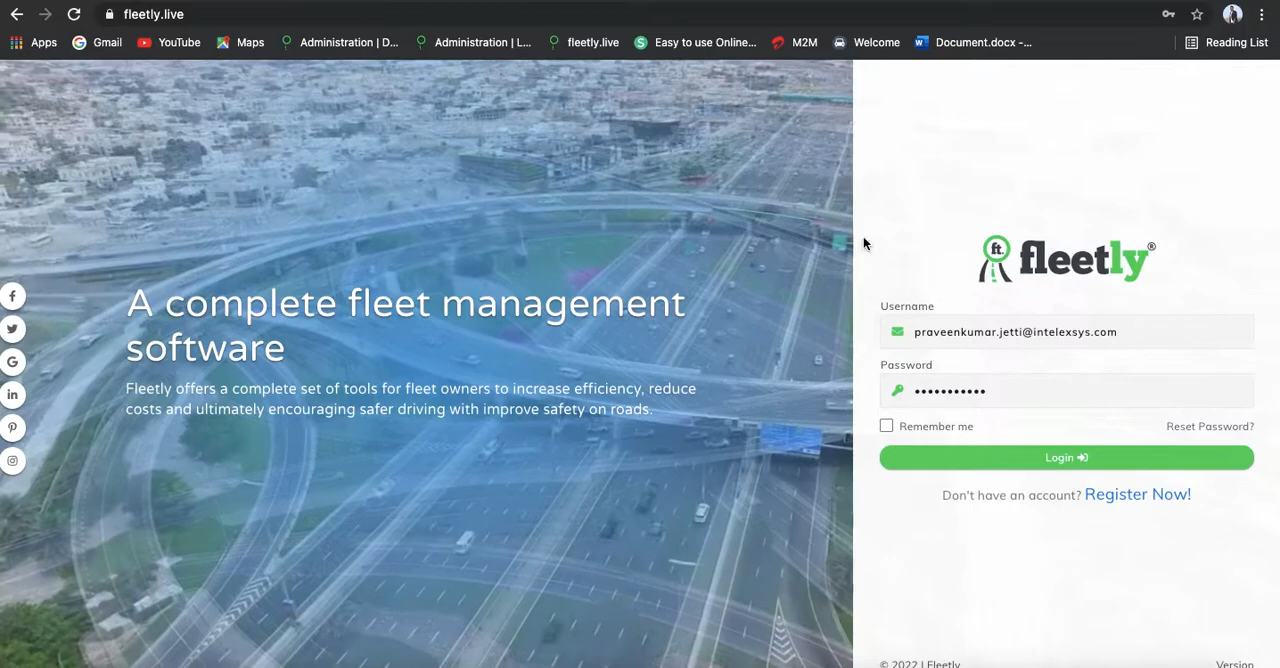 fleetly.live
Apps
Gmail
YouTube
Maps
Administration | D...
Administration | L...
fleetly.live
Easy to use Online...
M2M
Welcome
Document.docx -...
Reading List
A complete fleet management
software
Fleetly offers a complete set of tools for fleet owners to increase efficiency, reduce
costs and ultimately encouraging safer driving with improve safety on roads.
ft.
fleetly®
Username
praveenkumar.jetti@intelexsys.com
Password
•••••••••••
Remember me
Reset Password?
Login
Don't have an account? Register Now!
© 2022 | Fleetly
Version